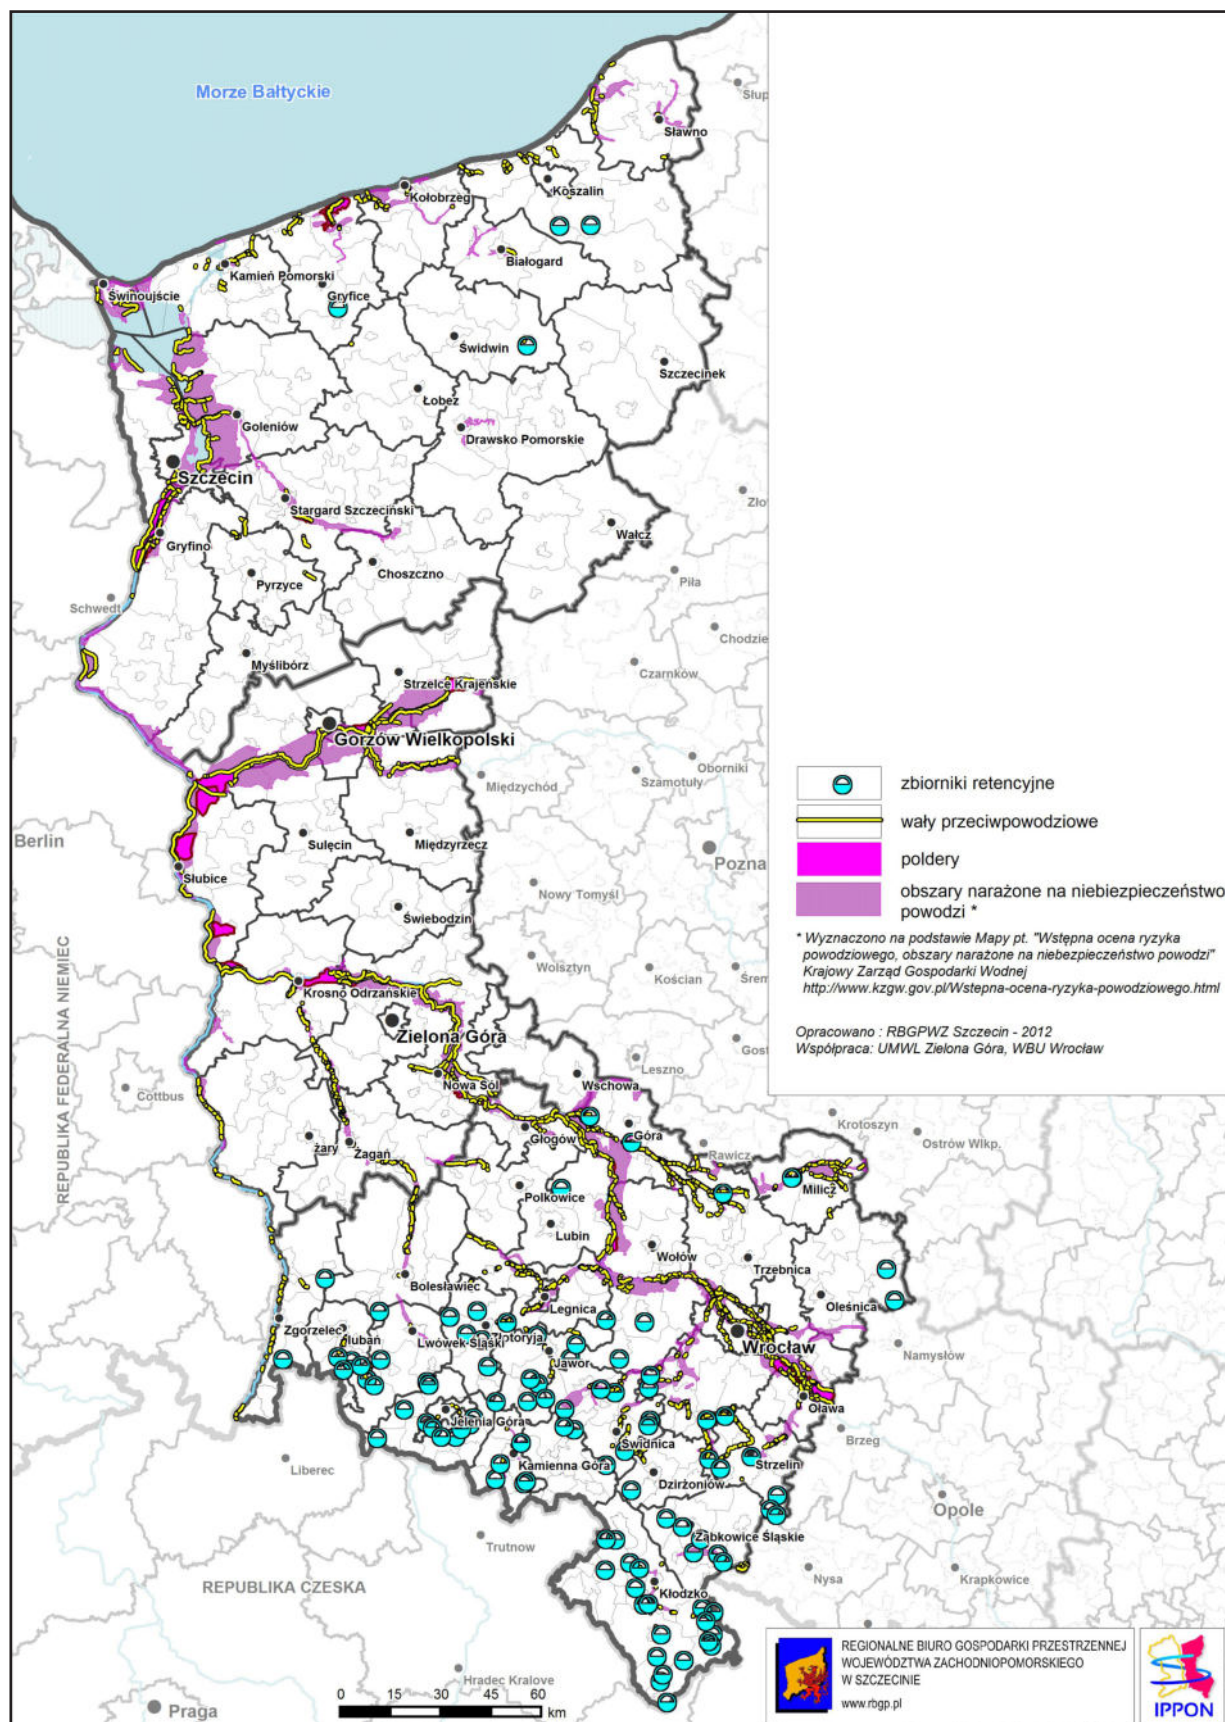 Morze Bałtyckie
Słup
Sławno
Koszalin
Kołobrzeg
Białogard
Kamień Pomorski
Gryfice
Świnoujście
Świdwin
Szczecinek
Łobez
Goleniów
Drawsko Pomorskie
Szczecin
Stargard Szczeciński
Wałcz
Gryfino
Choszczno
Pyrzyce
Piła
Schwedt
Chodzie
Myślibórz
Czarnków
Strzelce Krajeńskie
Gorzów Wielkopolski
Oborniki
Międzychód
Szamotuły
Berlin
Sulęcin
Międzyrzecz
Pozna
Słubice
Nowy Tomyśl
Świebodzin
REPUBLIKA FEDERALNA NIEMIEC
Wolsztyn
Kościan
Śrem
Krosno Odrzańskie
Zielona Góra
Gost
Leszno
Cottbus
Nowa Sól
Wschowa
Krotoszyn
Głogów
Góra
Ostrów Wlkp.
żary
Żagań
Rawicz
Milicz
Polkowice
Lubin
Wołów
Trzebnica
Bolesławiec
Legnica
Oleśnica
Zgorzelec
lubań
Lwówek Śląski
Złotoryja
Wrocław
Namysłów
Jawor
Oława
Jelenia Góra
Brzeg
Świdnica
Liberec
Kamienna Góra
Strzelin
Dzirżoniów
Opole
Trutnow
Ząbkowice Śląskie
REPUBLIKA CZESKA
Nysa
Krapkowice
Kłodzko
Hradec Kralove
Praga
0 15 30 45 60
km
zbiorniki retencyjne
wały przeciwpowodziowe
poldery
obszary narażone na niebiezpieczeństwo
powodzi *
* Wyznaczono na podstawie Mapy pt. "Wstępna ocena ryzyka
powodziowego, obszary narażone na niebezpieczeństwo powodzi"
Krajowy Zarząd Gospodarki Wodnej
http://www.kzgw.gov.pl/Wstepna-ocena-ryzyka-powodziowego.html
Opracowano : RBGPWZ Szczecin - 2012
Współpraca: UMWL Zielona Góra, WBU Wrocław
REGIONALNE BIURO GOSPODARKI PRZESTRZENNEJ
WOJEWÓDZTWA ZACHODNIOPOMORSKIEGO
W SZCZECINIE
www.rbgp.pl
IPPON